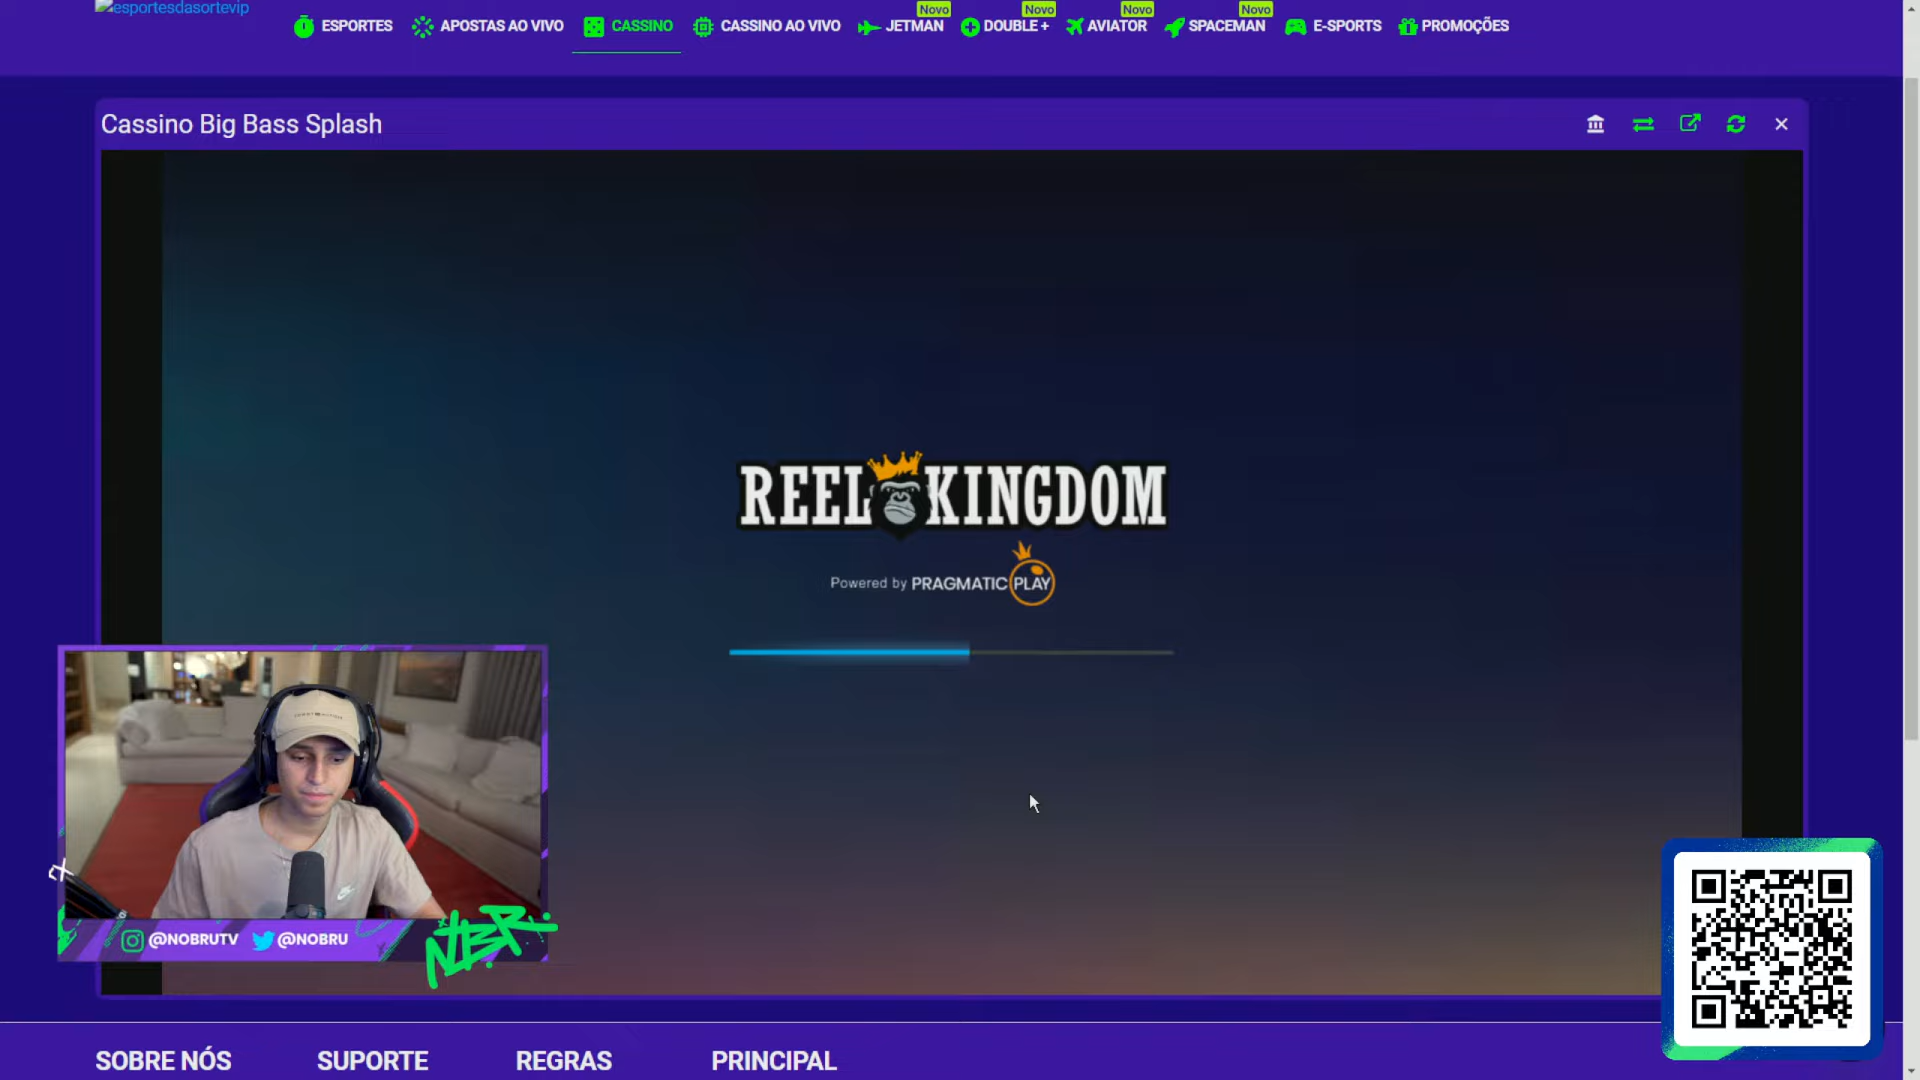 esportesdasortevip
ESPORTES
APOSTAS AO VIVO
CASSINO
CASSINO AO VIVO
Novo
JETMAN
Novo
DOUBLE +
Novo
AVIATOR
Novo
SPACEMAN
E-SPORTS
PROMOÇÕES
Cassino Big Bass Splash
REEL KINGDOM
Powered by PRAGMATIC PLAY
@NOBRUTV
@NOBRU
NBR
SOBRE NÓS
SUPORTE
REGRAS
PRINCIPAL